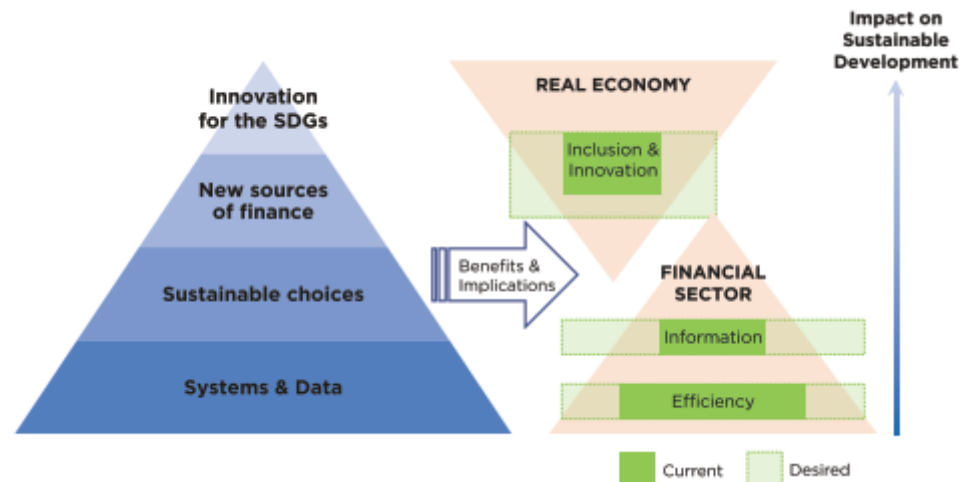 Innovation
for the SDGs
New sources
of finance
Sustainable choices
Systems & Data
Benefits &
Implications
REAL ECONOMY
Inclusion &
Innovation
FINANCIAL
SECTOR
Information
Efficiency
Current
Desired
Impact on
Sustainable
Development